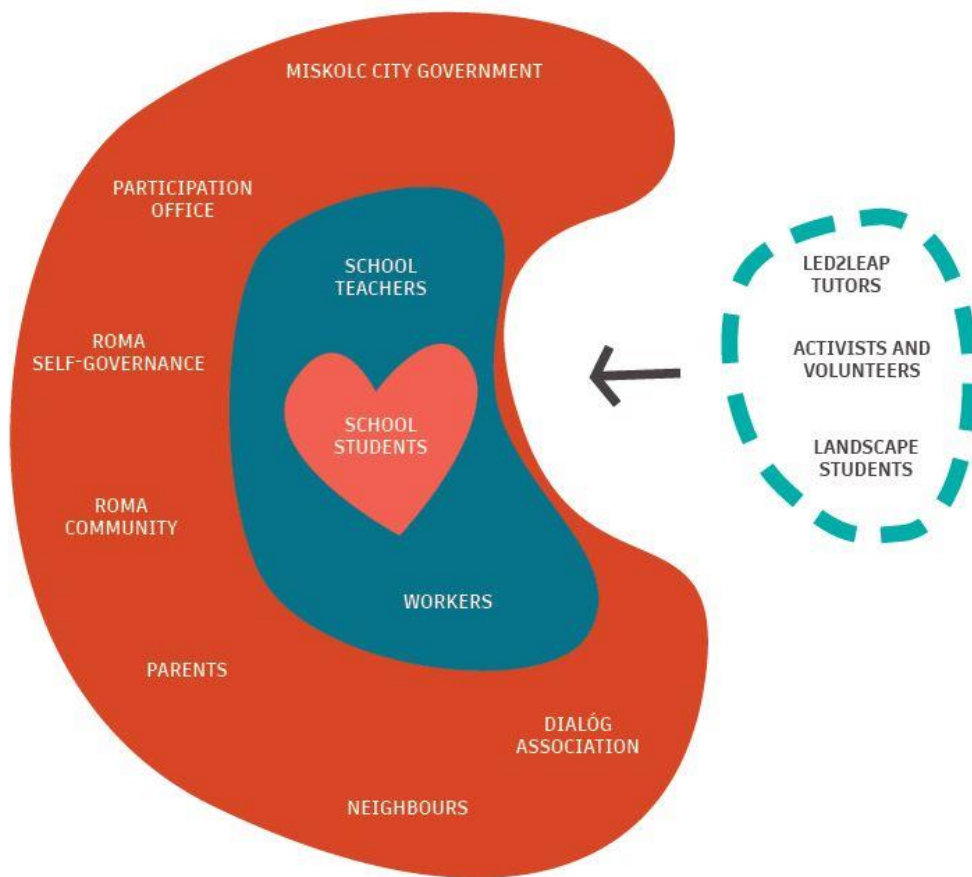 MISKOLC CITY GOVERNMENT
PARTICIPATION
OFFICE
SCHOOL
TEACHERS
ROMA
SELF-GOVERNANCE
SCHOOL
STUDENTS
ROMA
COMMUNITY
WORKERS
PARENTS
DIALÓG
ASSOCIATION
NEIGHBOURS
LED2LEAP
TUTORS
ACTIVISTS AND
VOLUNTEERS
LANDSCAPE
STUDENTS